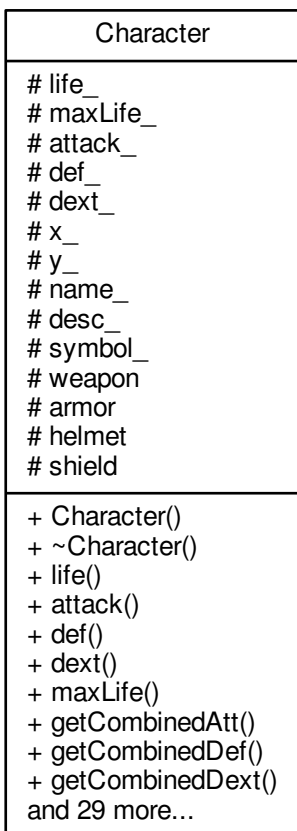 Character
# life_
# maxLife_
# attack_
# def_
# dext_
# x_
# y_
# name_
# desc_
# symbol_
# weapon
# armor
# helmet
# shield
+ Character()
+ ~Character()
+ life()
+ attack()
+ def()
+ dext()
+ maxLife()
+ getCombinedAtt()
+ getCombinedDef()
+ getCombinedDext()
and 29 more...